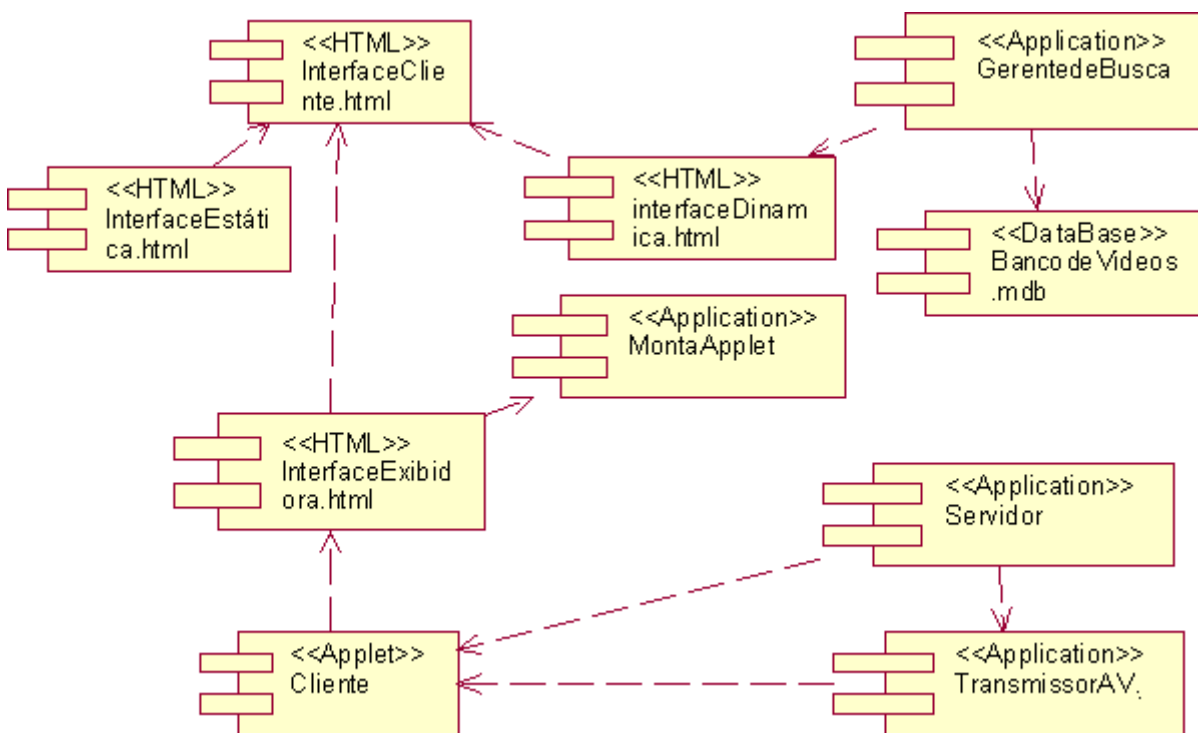 <<HTML>>
InterfaceClie
nte.html
<<Application>>
GerentedeBusca
<<HTML>>
InterfaceEstáti
ca.html
<<HTML>>
interfaceDinam
ica.html
<<DataBase>>
BancodeVideos
.mdb
<<Application>>
MontaApplet
<<HTML>>
InterfaceExibid
ora.html
<<Application>>
Servidor
<<Applet>>
Cliente
<<Application>>
TransmissorAV.